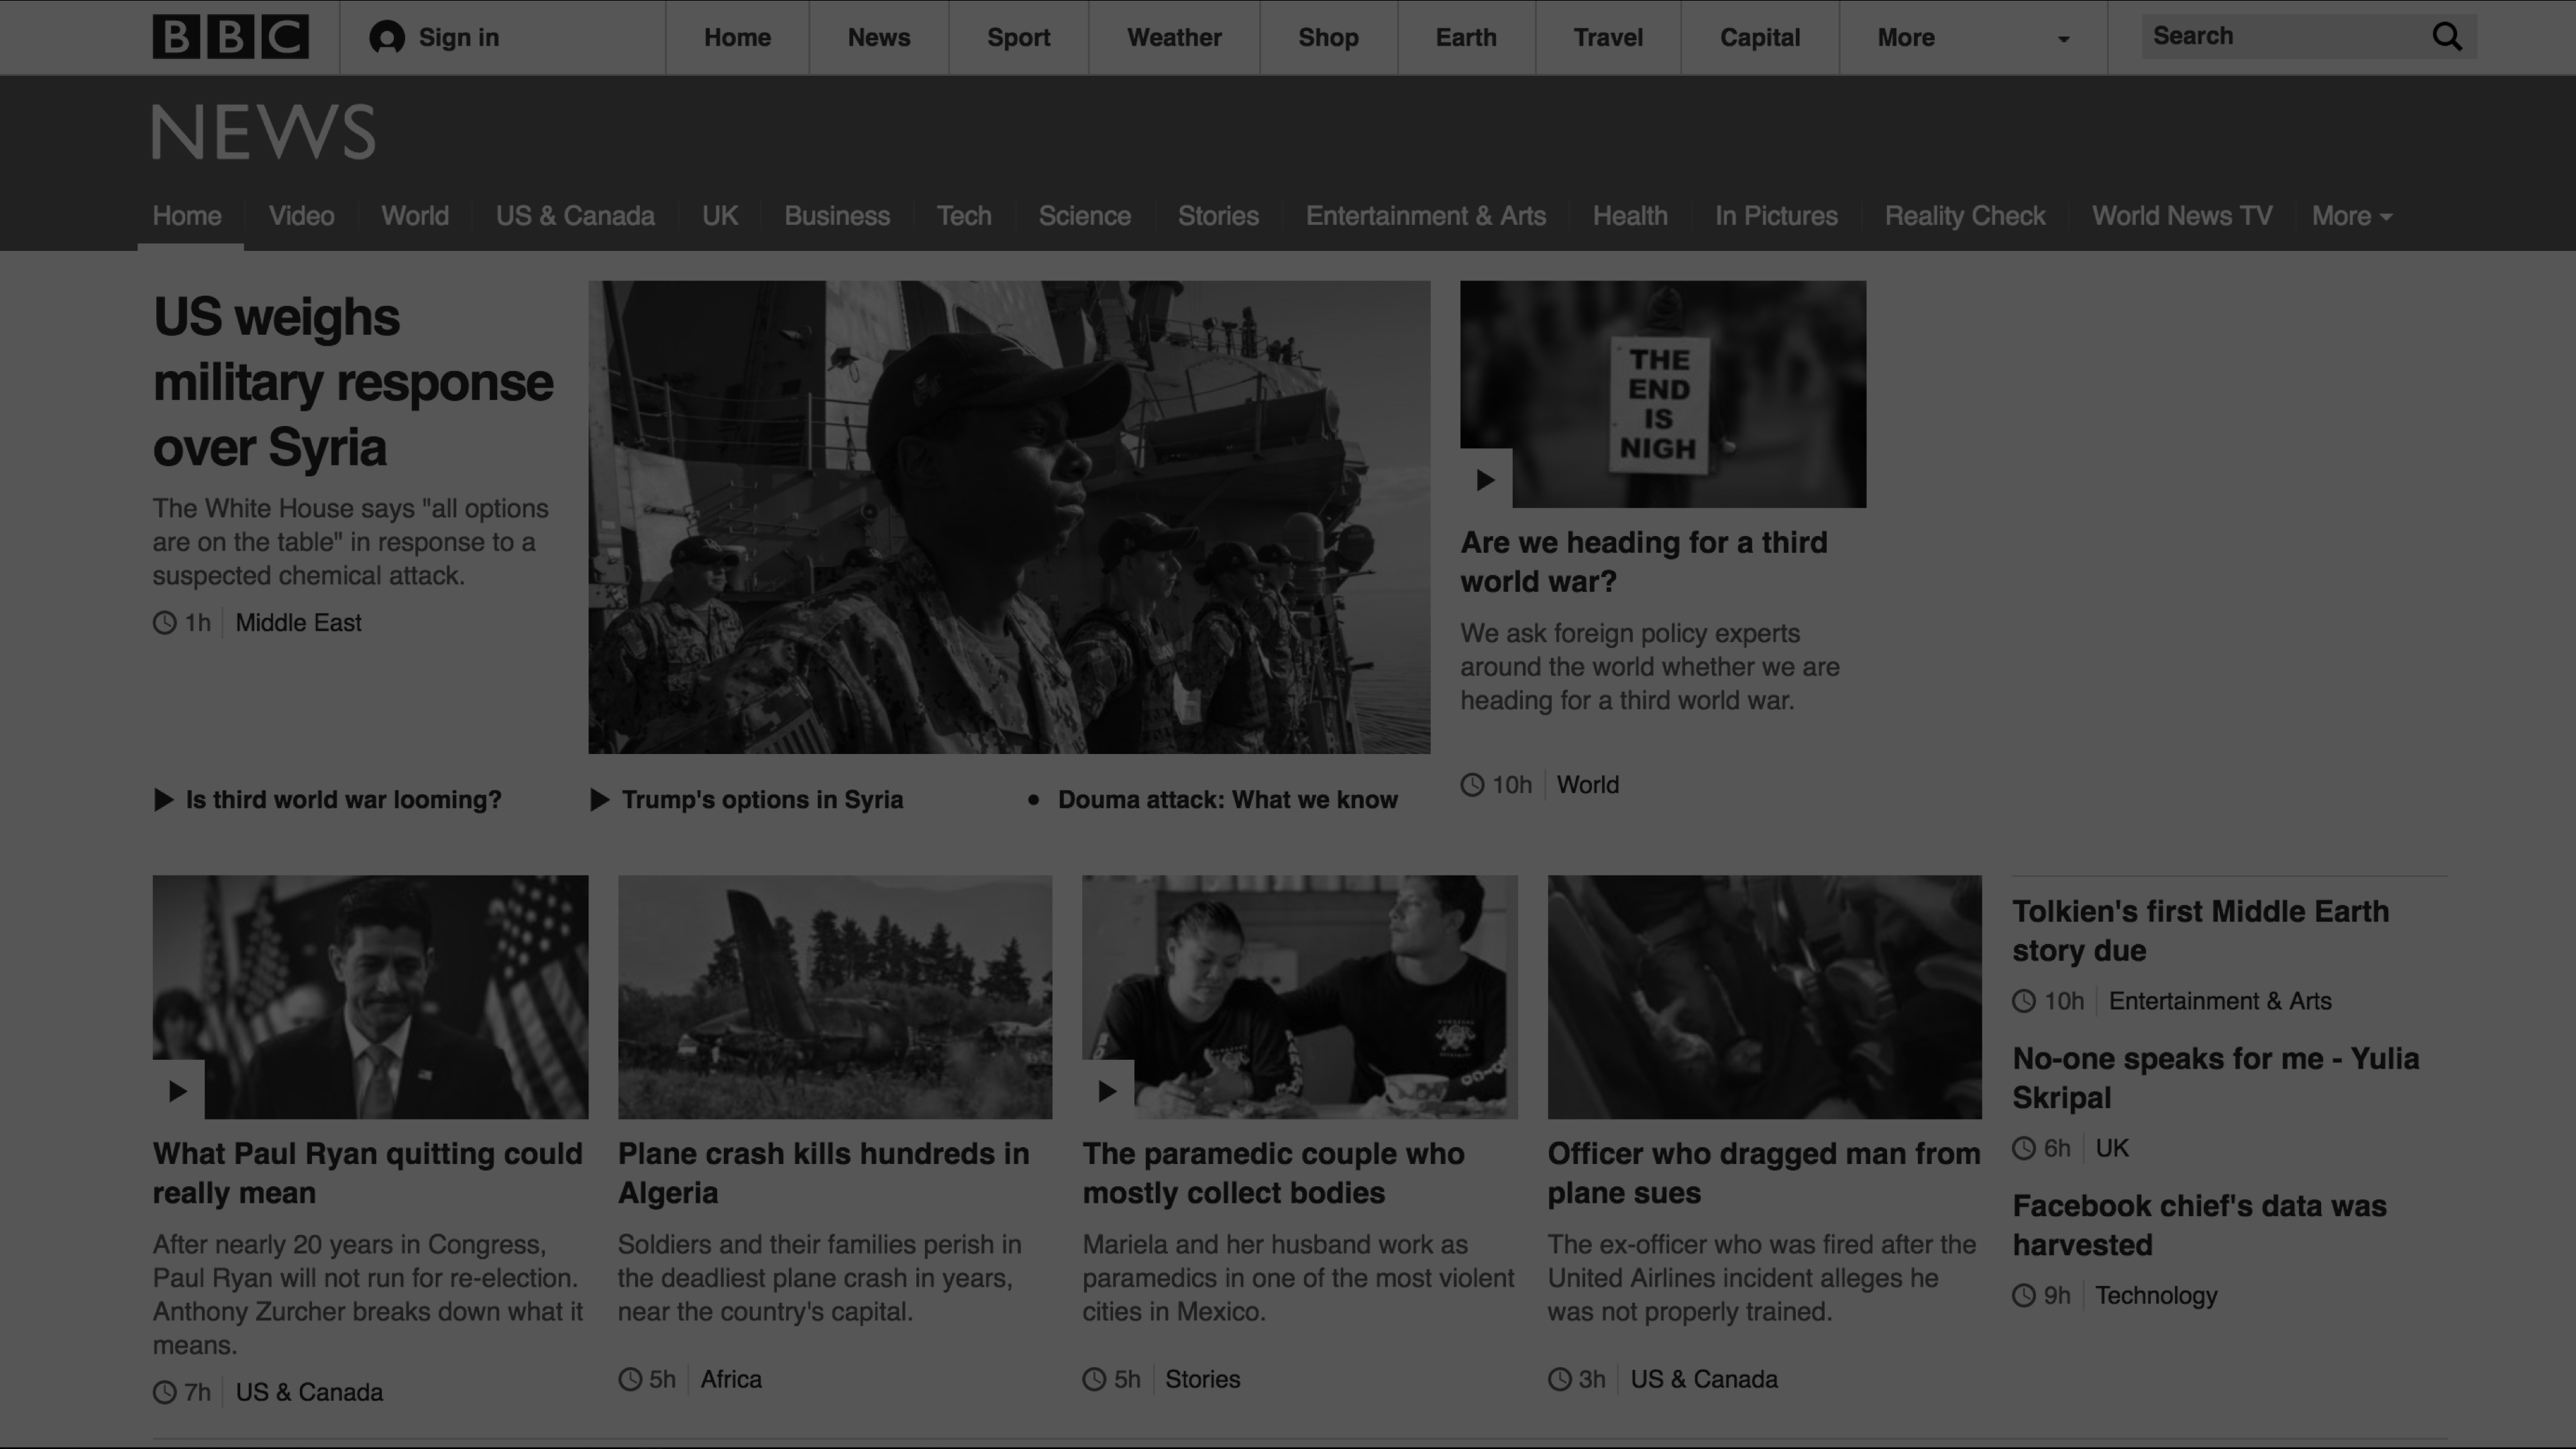 BBC
Sign in
Home
News
Sport
Weather
Shop
Earth
Travel
Capital
More
Search
NEWS
Home
Video
World
US & Canada
UK
Business
Tech
Science
Stories
Entertainment & Arts
Health
In Pictures
Reality Check
World News TV
More
US weighs
military response
over Syria
The White House says "all options
are on the table" in response to a
suspected chemical attack.
1h
Middle East
THE
END
IS
NIGH
Are we heading for a third
world war?
We ask foreign policy experts
around the world whether we are
heading for a third world war.
10h
World
Is third world war looming?
Trump's options in Syria
Douma attack: What we know
What Paul Ryan quitting could
really mean
After nearly 20 years in Congress,
Paul Ryan will not run for re-election.
Anthony Zurcher breaks down what it
means.
7h
US & Canada
Plane crash kills hundreds in
Algeria
Soldiers and their families perish in
the deadliest plane crash in years,
near the country's capital.
5h
Africa
The paramedic couple who
mostly collect bodies
Mariela and her husband work as
paramedics in one of the most violent
cities in Mexico.
5h
Stories
Officer who dragged man from
plane sues
The ex-officer who was fired after the
United Airlines incident alleges he
was not properly trained.
3h
US & Canada
Tolkien's first Middle Earth
story due
10h
Entertainment & Arts
No-one speaks for me - Yulia
Skripal
6h
UK
Facebook chief's data was
harvested
9h
Technology